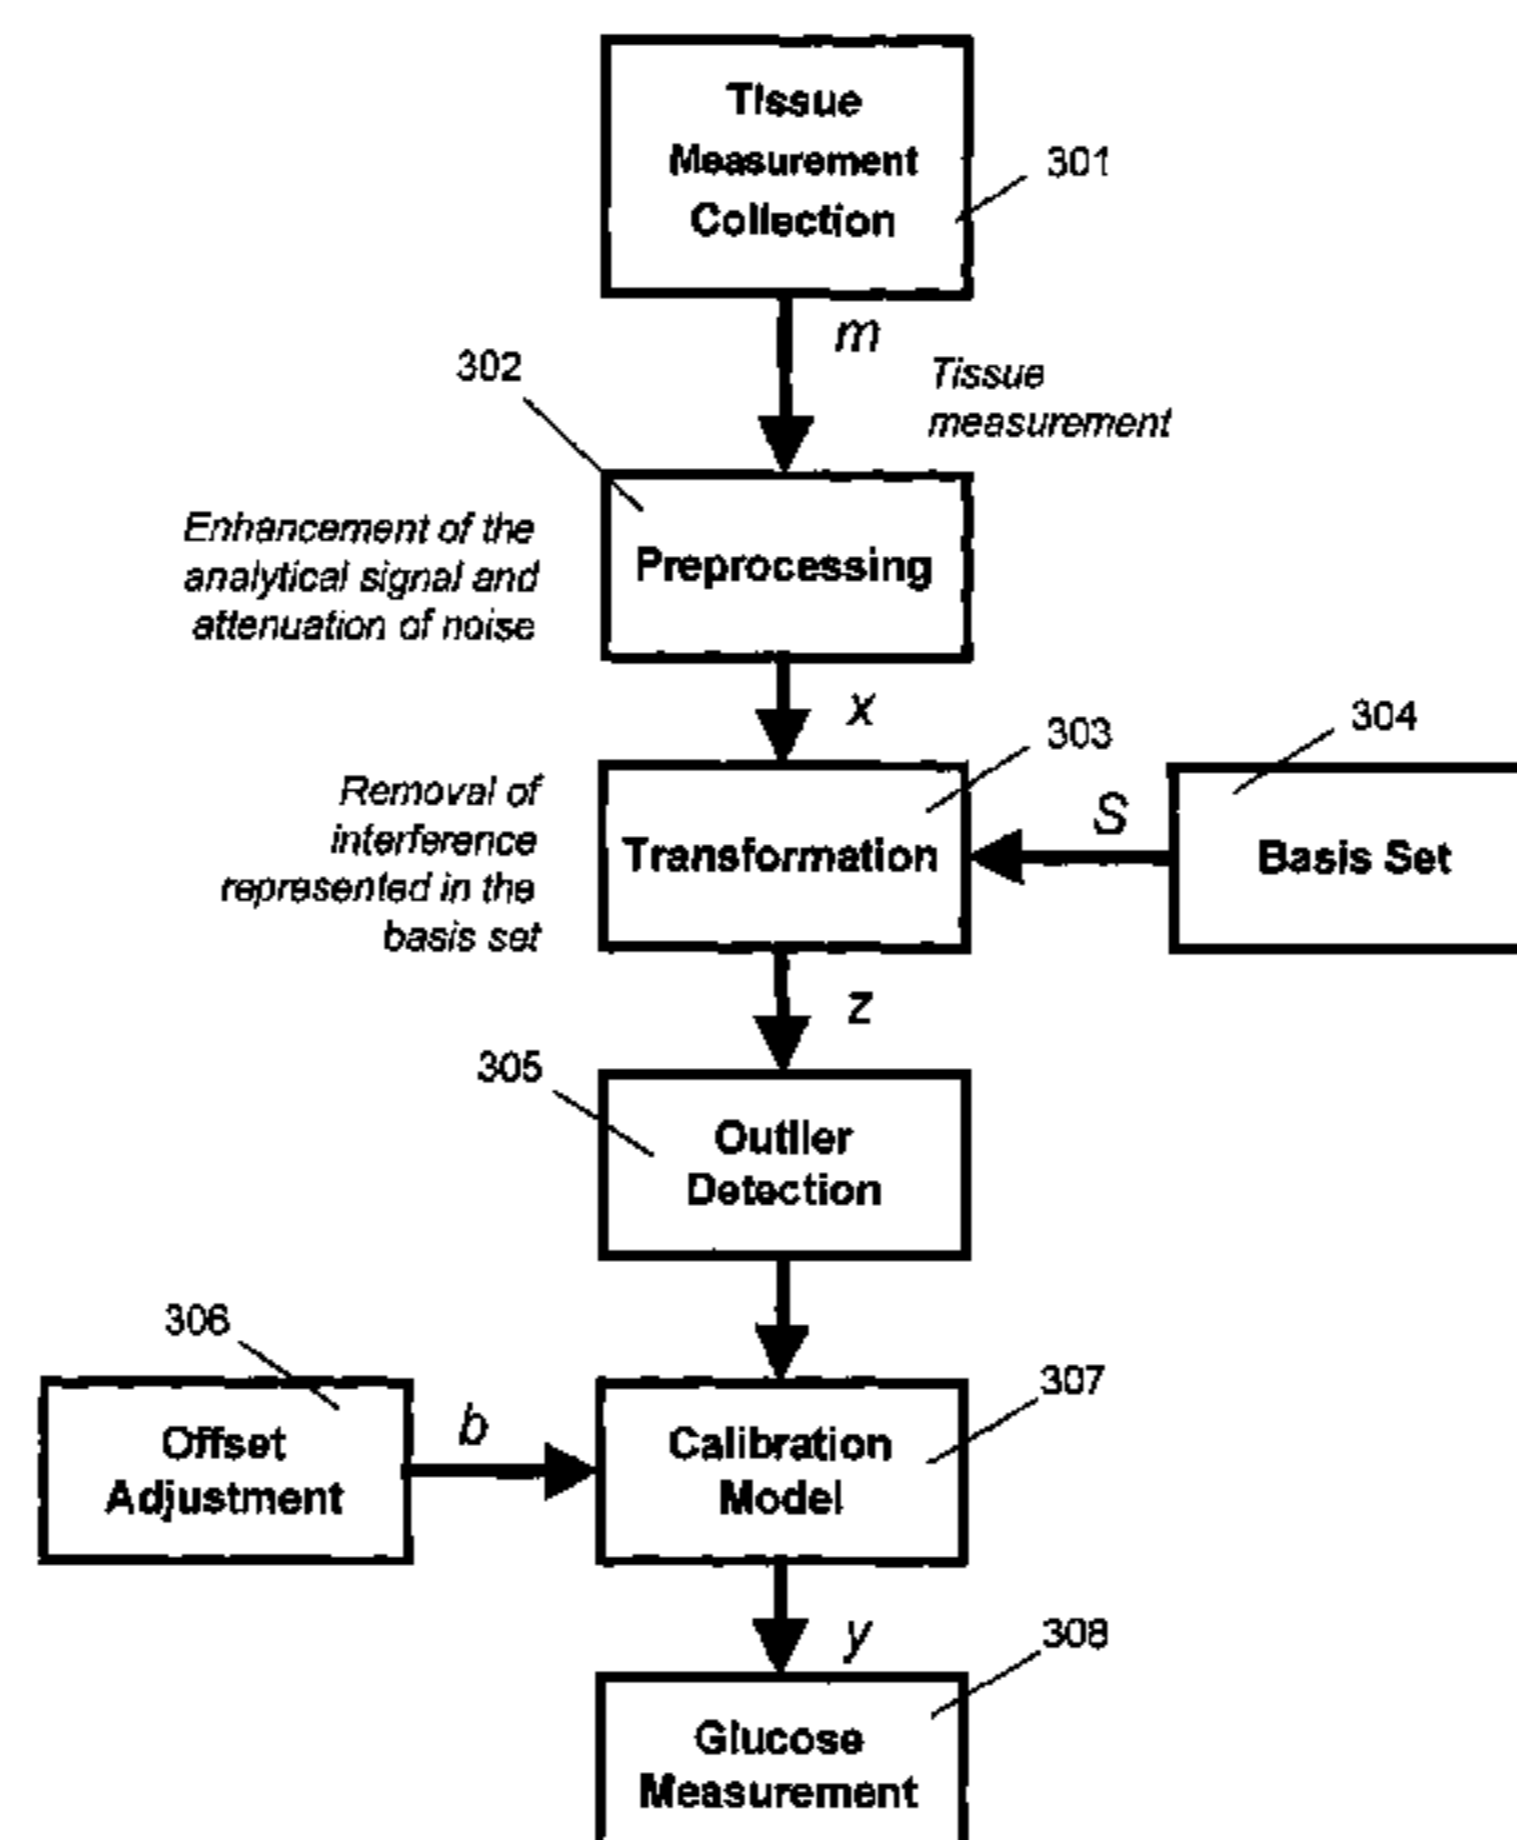 Tissue
Measurement
Collection
301
m
302
Tissue
measurement
Enhancement of the
analytical signal and
attenuation of noise
Preprocessing
x
303
304
Removal of
interference
represented in the
basis set
Transformation
S
Basis Set
z
305
Outlier
Detection
306
307
Offset
Adjustment
b
Calibration
Model
y
308
Glucose
Measurement